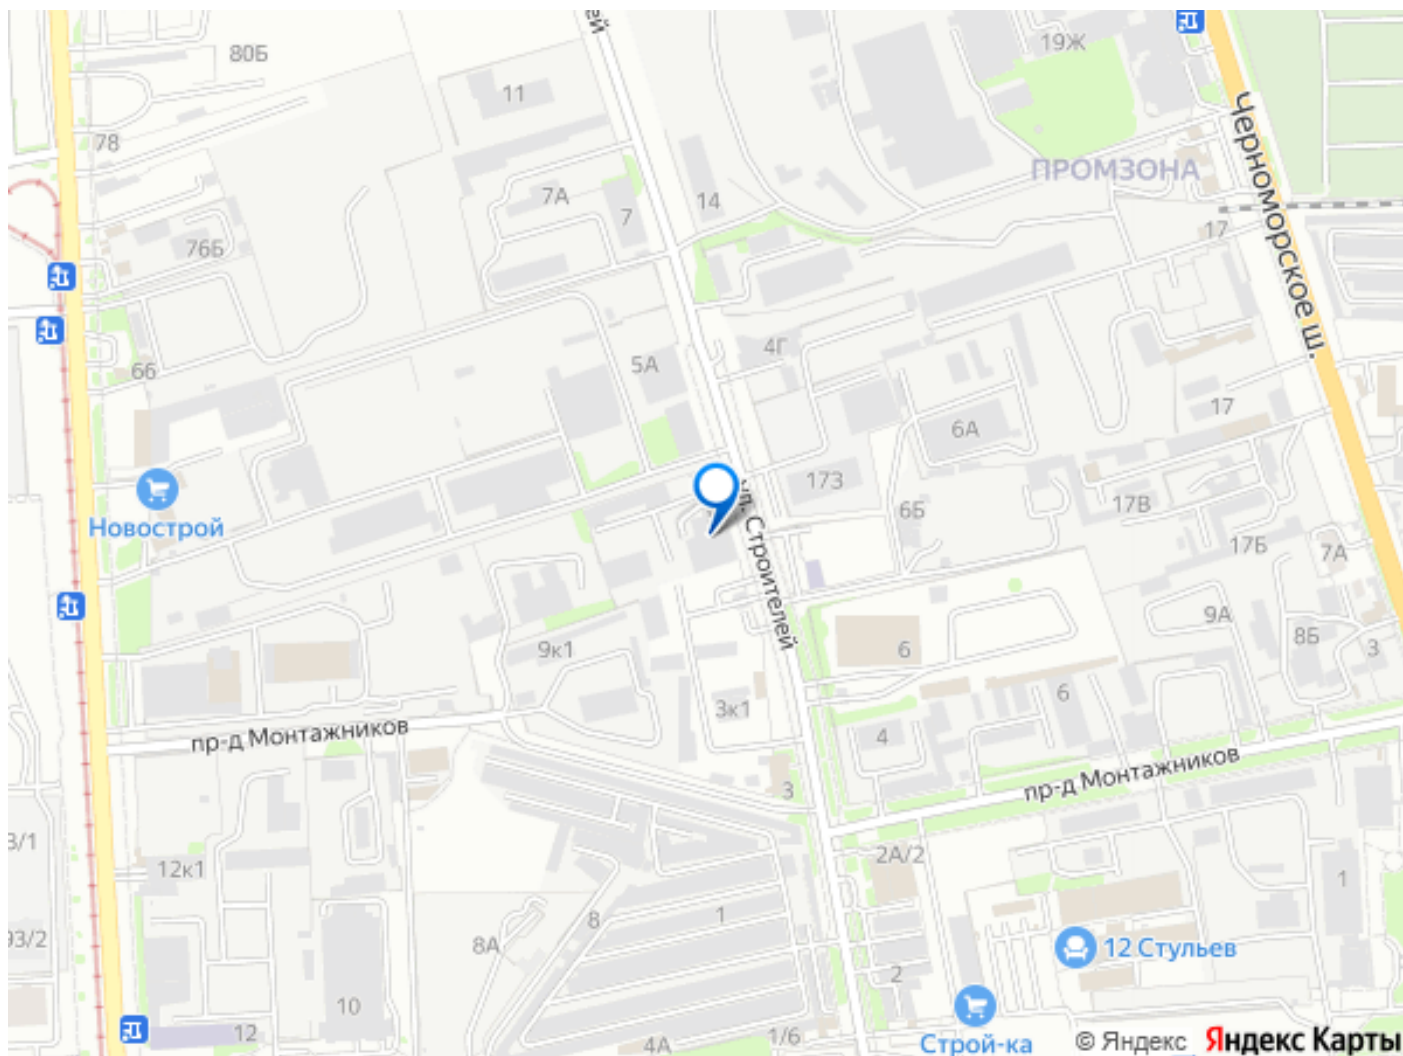 ей
80Б
19Ж
11
78
Черноморское ш.
ПРОМЗОНА
7А
14
7
17
76Б
4Г
66
5А
17
6А
173
17В
Новострой
6Б
17Б
7А
ул. Строителей
9А
8Б
3
9к1
6
6
3к1
4
пр-д Монтажников
пр-д Монтажников
3
3/1
12к1
2А/2
1
1
8
93/2
8А
12 Стульев
2
10
12
4А
1/6
Строй-ка
© Яндекс
Яндекс Карты